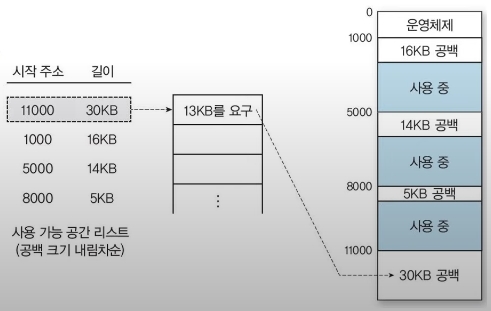 시작 주소 길이
11000 30KB
1000 16KB
5000 14KB
8000 5KB
사용 가능 공간 리스트
(공백 크기 내림차순)
13KB를 요구
⋮
0
운영체제
1000
16KB 공백
사용 중
5000
14KB 공백
사용 중
8000
5KB 공백
사용 중
11000
30KB 공백